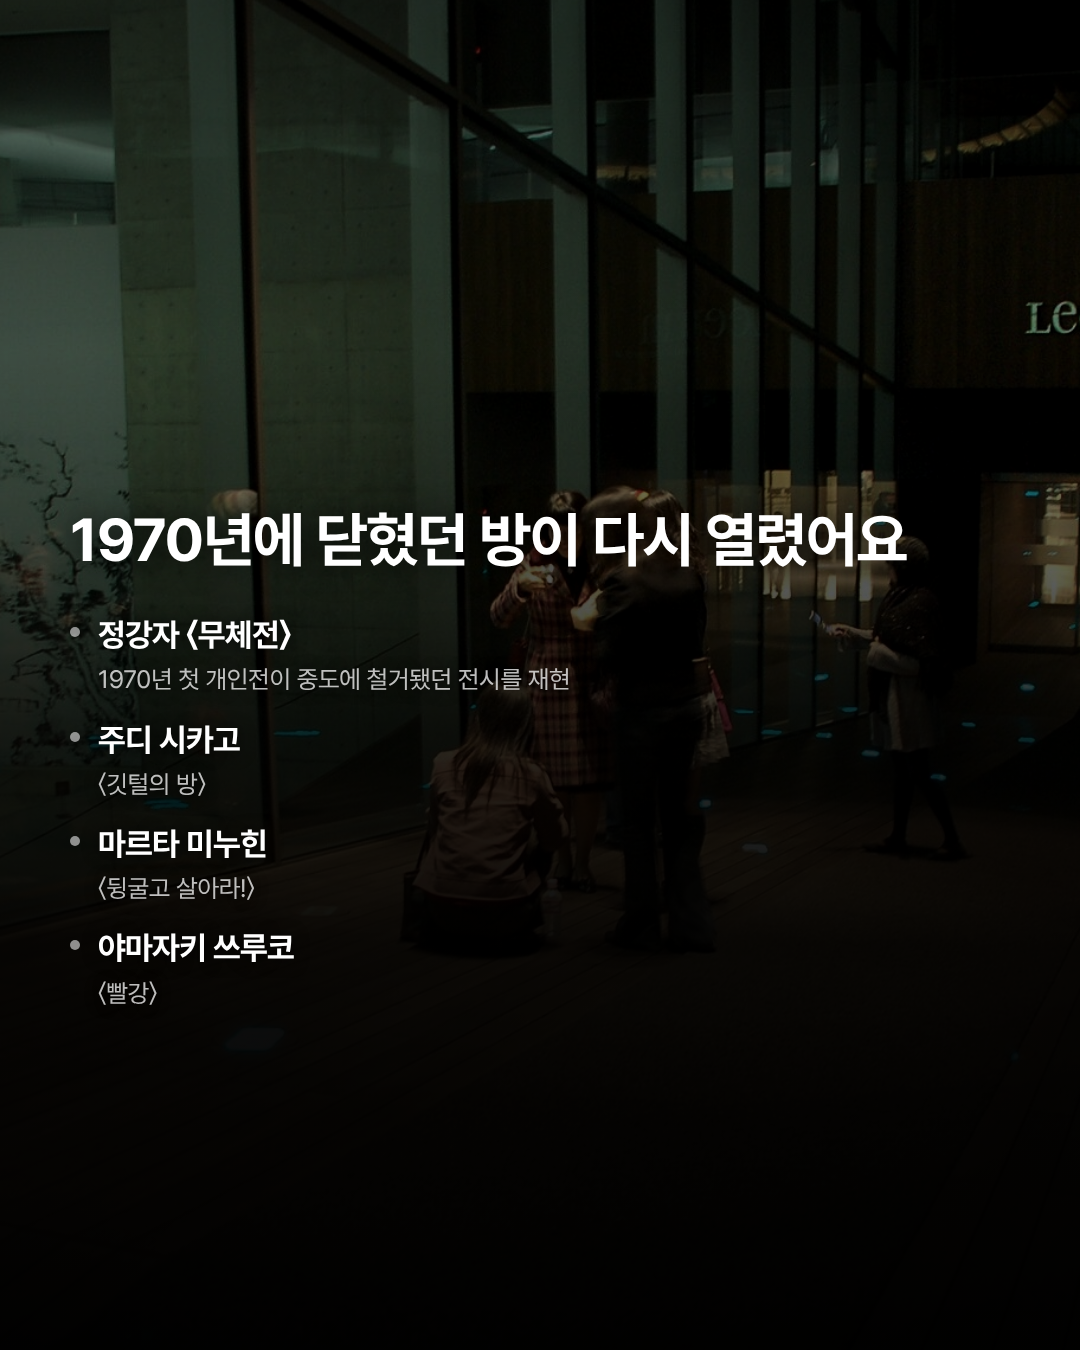 Le
1970년에 닫혔던 방이 다시 열렸어요
정강자 〈무체전〉
1970년 첫 개인전이 중도에 철거됐던 전시를 재현
주디 시카고
〈깃털의 방〉
마르타 미누힌
〈뒹굴고 살아라!〉
야마자키 쓰루코
〈빨강〉